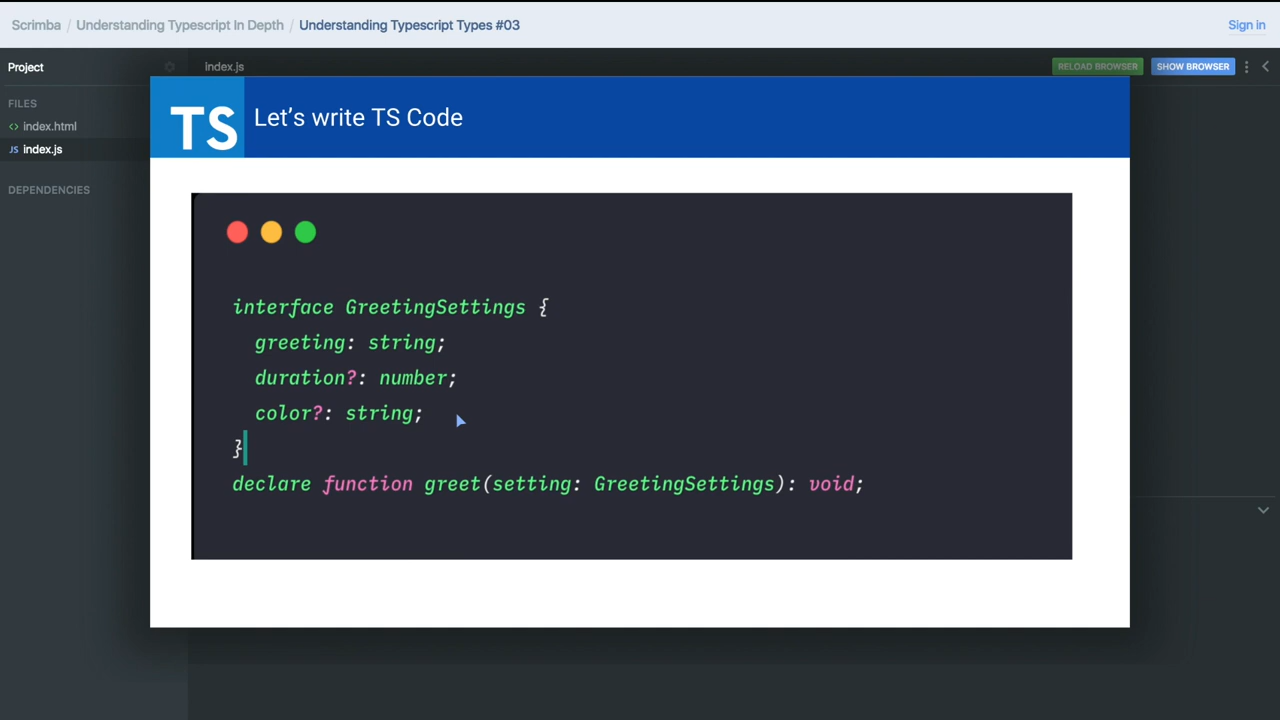 Scrimba / Understanding Typescript In Depth / Understanding Typescript Types #03
Sign in
Project
index.js
RELOAD BROWSER
SHOW BROWSER
FILES
index.html
JS index.js
DEPENDENCIES
TS
Let’s write TS Code
interface GreetingSettings {
greeting: string;
duration?: number;
color?: string;
}
declare function greet(setting: GreetingSettings): void;